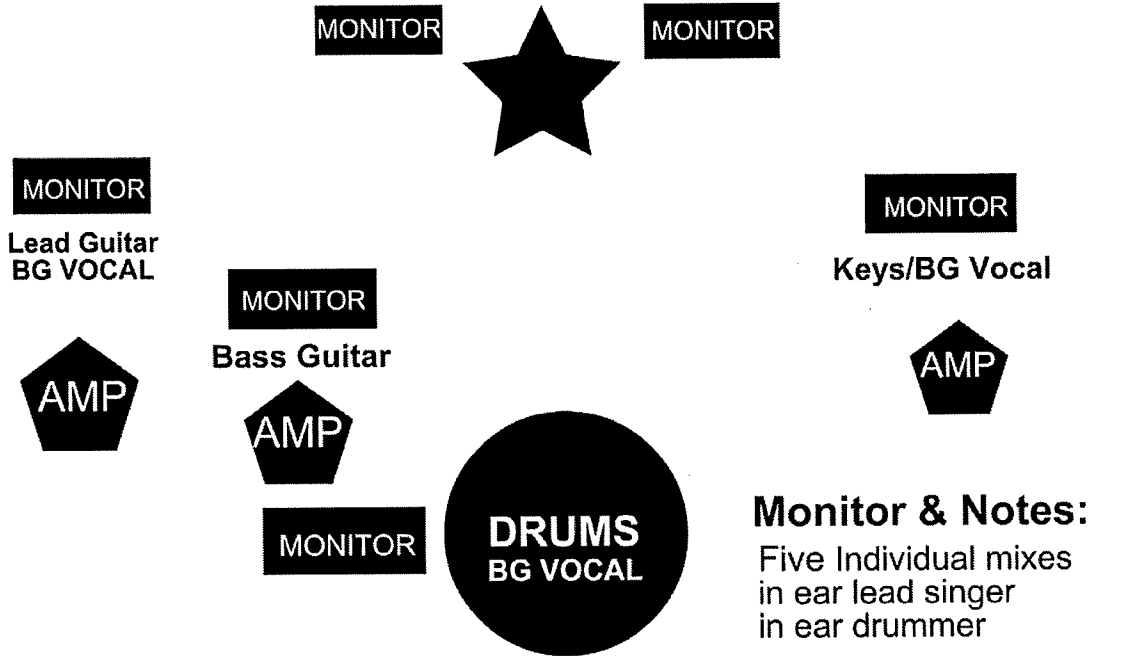 MONITOR
MONITOR
MONITOR
Lead Guitar
BG VOCAL
MONITOR
Keys/BG Vocal
MONITOR
Bass Guitar
AMP
AMP
AMP
MONITOR
DRUMS
BG VOCAL
Monitor & Notes:
Five Individual mixes
in ear lead singer
in ear drummer